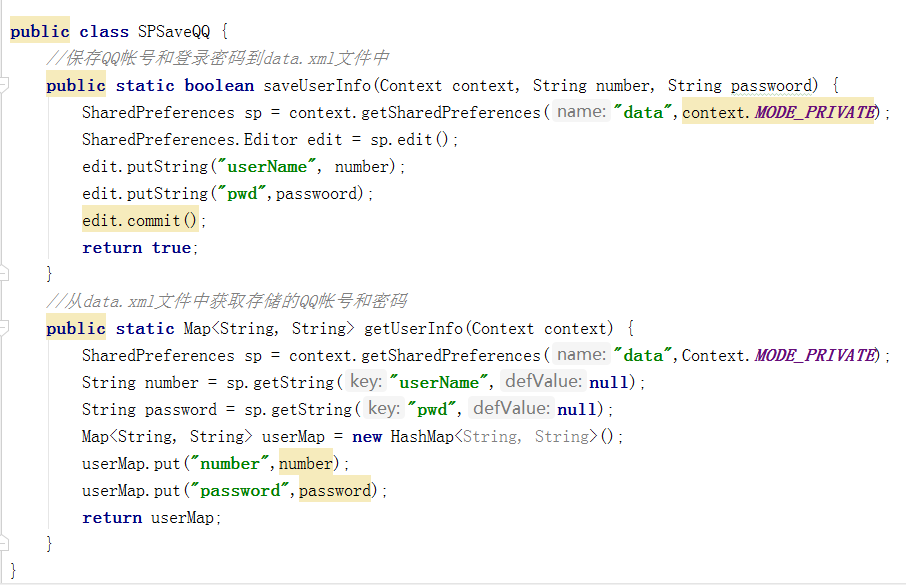 public class SPSaveQQ {
//保存QQ帐号和登录密码到data.xml文件中
public static boolean saveUserInfo(Context context, String number, String passwoord) {
SharedPreferences sp = context.getSharedPreferences( name: "data",context.MODE_PRIVATE);
SharedPreferences.Editor edit = sp.edit();
edit.putString("userName", number);
edit.putString("pwd",passwoord);
edit.commit();
return true;
}
//从data.xml文件中获取存储的QQ帐号和密码
public static Map<String, String> getUserInfo(Context context) {
SharedPreferences sp = context.getSharedPreferences( name: "data",Context.MODE_PRIVATE);
String number = sp.getString( key: "userName", defValue: null);
String password = sp.getString( key: "pwd", defValue: null);
Map<String, String> userMap = new HashMap<String, String>();
userMap.put("number",number);
userMap.put("password",password);
return userMap;
}
}